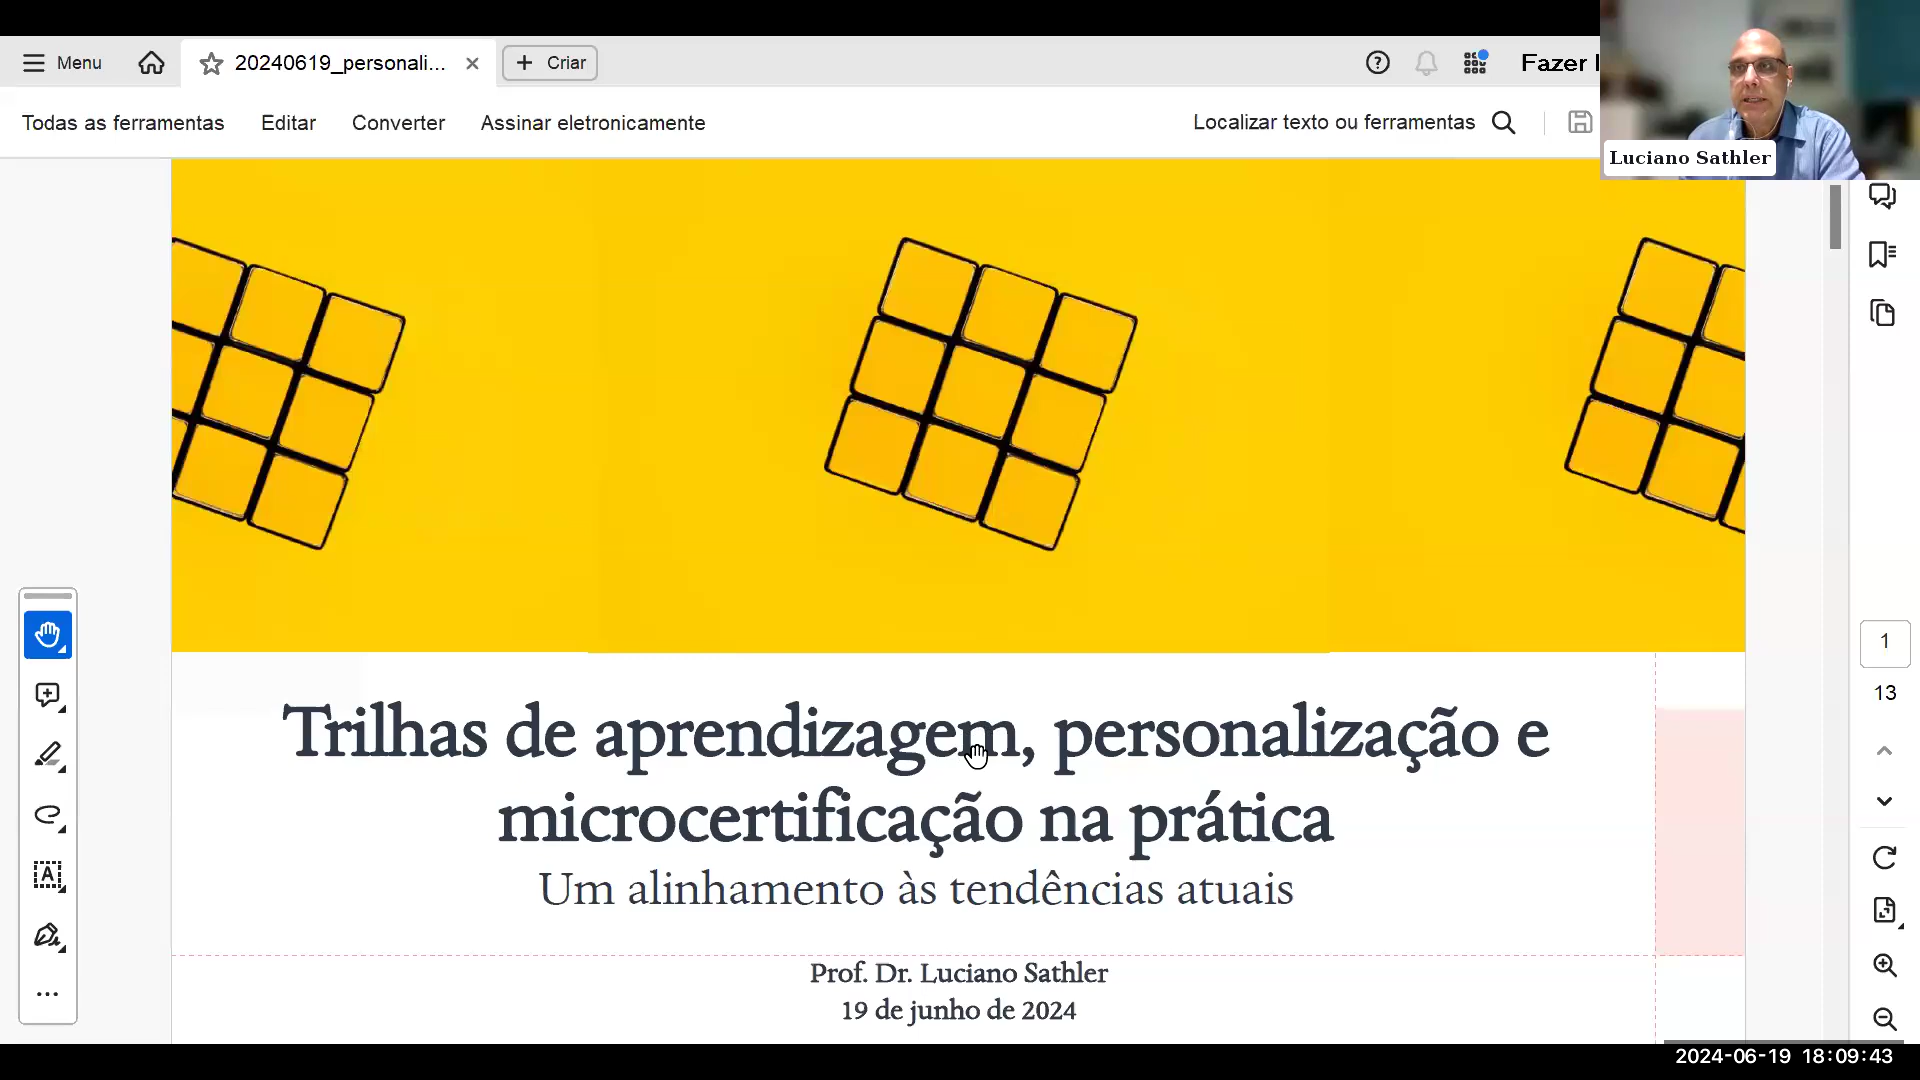 Menu
20240619_personali...
Criar
Fazer
Todas as ferramentas
Editar
Converter
Assinar eletronicamente
Localizar texto ou ferramentas
Luciano Sathler
Trilhas de aprendizagem, personalização e
microcertificação na prática
Um alinhamento às tendências atuais
Prof. Dr. Luciano Sathler
19 de junho de 2024
1
13
2024-06-19 18:09:43